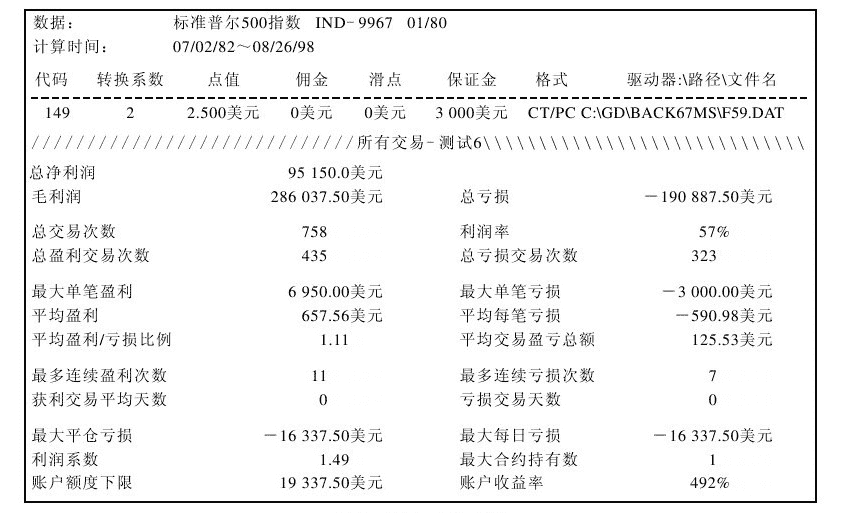 数据： 标准普尔500指数 IND-9967 01/80
计算时间： 07/02/82～08/26/98
代码 转换系数 点值 佣金 滑点 保证金 格式 驱动器:\路径\文件名
149 2 2.500美元 0美元 0美元 3 000美元 CT/PC C:\GD\BACK67MS\F59.DAT
/////////////////////////////所有交易-测试6\\\\\\\\\\\\\\\\\\\\\\\\\\\\\
总净利润 95 150.0美元
毛利润 286 037.50美元 总亏损 －190 887.50美元
总交易次数 758 利润率 57%
总盈利交易次数 435 总亏损交易次数 323
最大单笔盈利 6 950.00美元 最大单笔亏损 －3 000.00美元
平均盈利 657.56美元 平均每笔亏损 －590.98美元
平均盈利/亏损比例 1.11 平均交易盈亏总额 125.53美元
最多连续盈利次数 11 最多连续亏损次数 7
获利交易平均天数 0 亏损交易天数 0
最大平仓亏损 －16 337.50美元 最大每日亏损 －16 337.50美元
利润系数 1.49 最大合约持有数 1
账户额度下限 19 337.50美元 账户收益率 492%